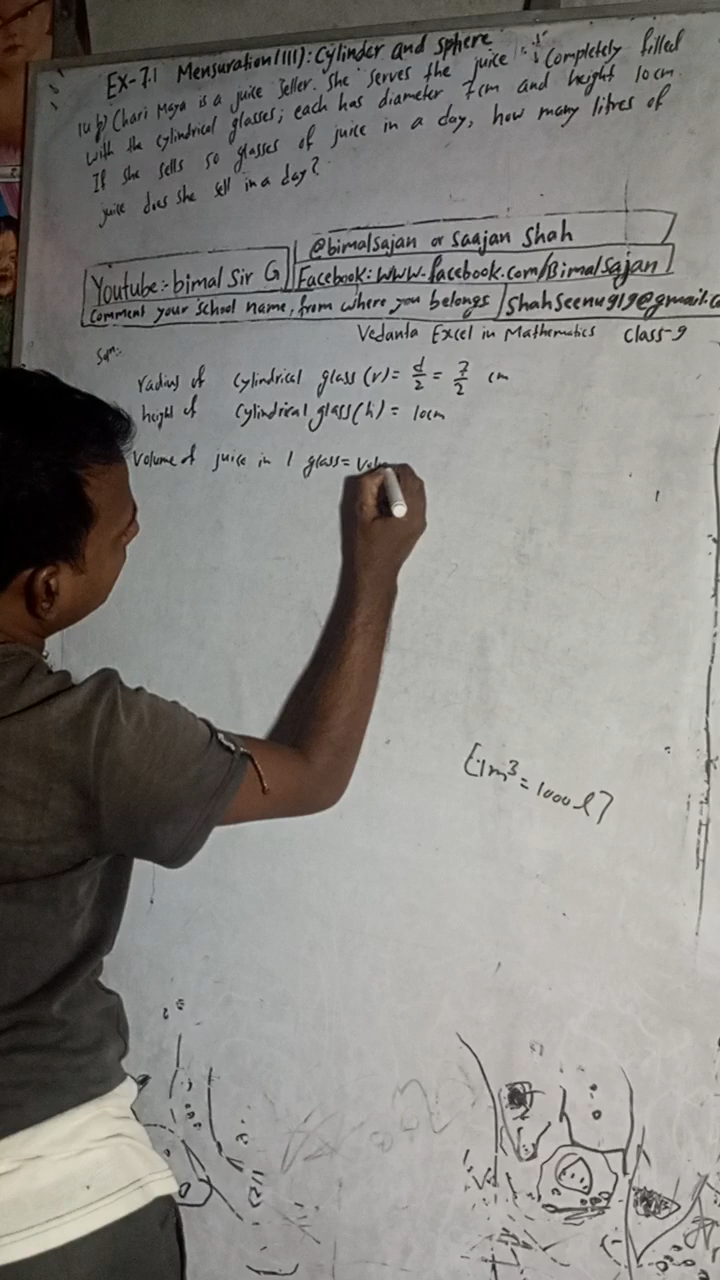 Ex-7.1 Mensuration(III): Cylinder and sphere
10 b) Chari Maya is a juice seller. She serves the juice completely filled
with the cylindrical glasses; each has diameter 7cm and height 10cm.
If she sells 50 glasses of juice in a day, how many litres of
juice does she sell in a day?
@bimalsajan or Saajan Shah
Youtube:- bimal Sir G
Facebook: www.facebook.com/Bimalsajan
Comment your school name, from where you belongs
Shahseenu919@gmail.c
Vedanta Excel in Mathematics Class-9
Soln:-
radius of cylindrical glass (r) = d/2 = 7/2 cm
height of cylindrical glass (h) = 10cm
Volume of juice in 1 glass = Volu
[1m³ = 1000 l]